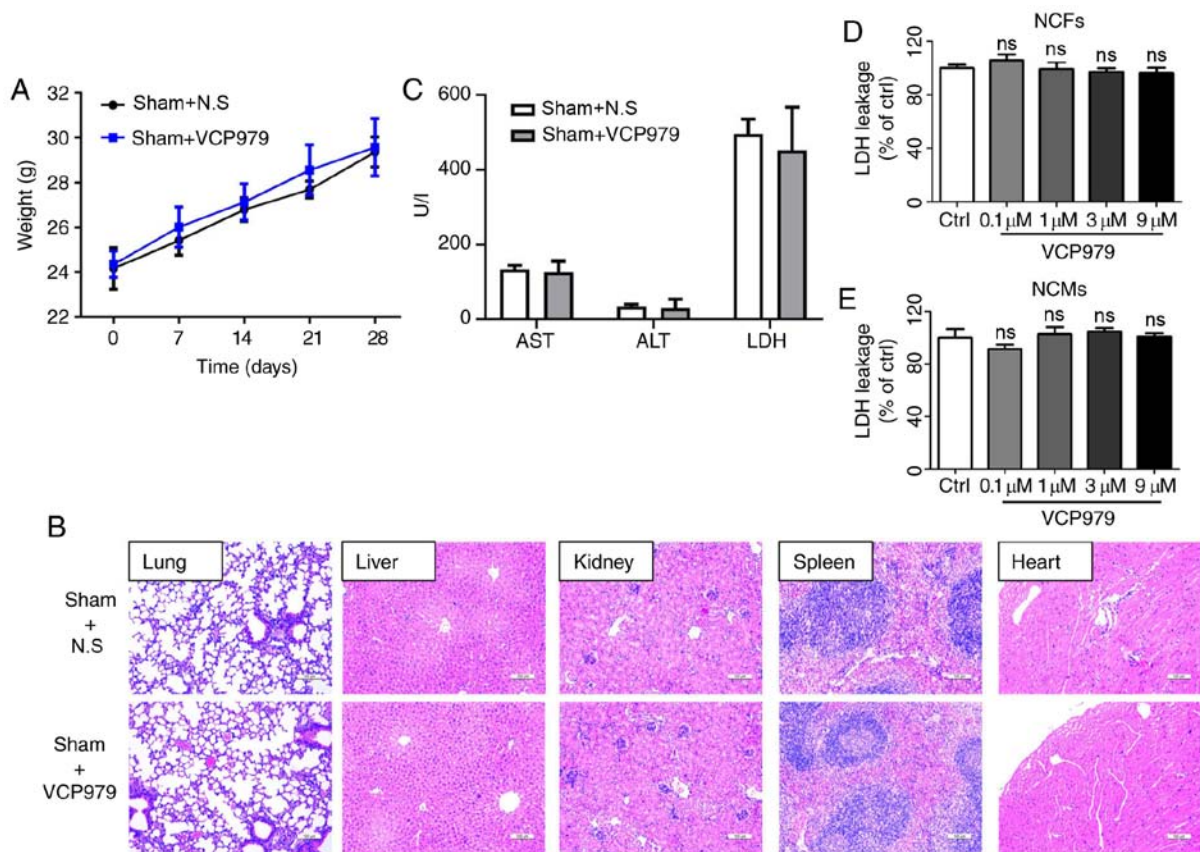 A
Sham+N.S
Sham+VCP979
Weight (g)
32
30
28
26
24
22
0 7 14 21 28
Time (days)
C
Sham+N.S
Sham+VCP979
U/l
600
400
200
0
AST ALT LDH
D
NCFs
LDH leakage
(% of ctrl)
120
80
40
0
ns ns ns ns
Ctrl 0.1 μM 1 μM 3 μM 9 μM
VCP979
E
NCMs
LDH leakage
(% of ctrl)
120
80
40
0
ns ns ns ns
Ctrl 0.1 μM 1 μM 3 μM 9 μM
VCP979
B
Lung Liver Kidney Spleen Heart
Sham
+
N.S
Sham
+
VCP979